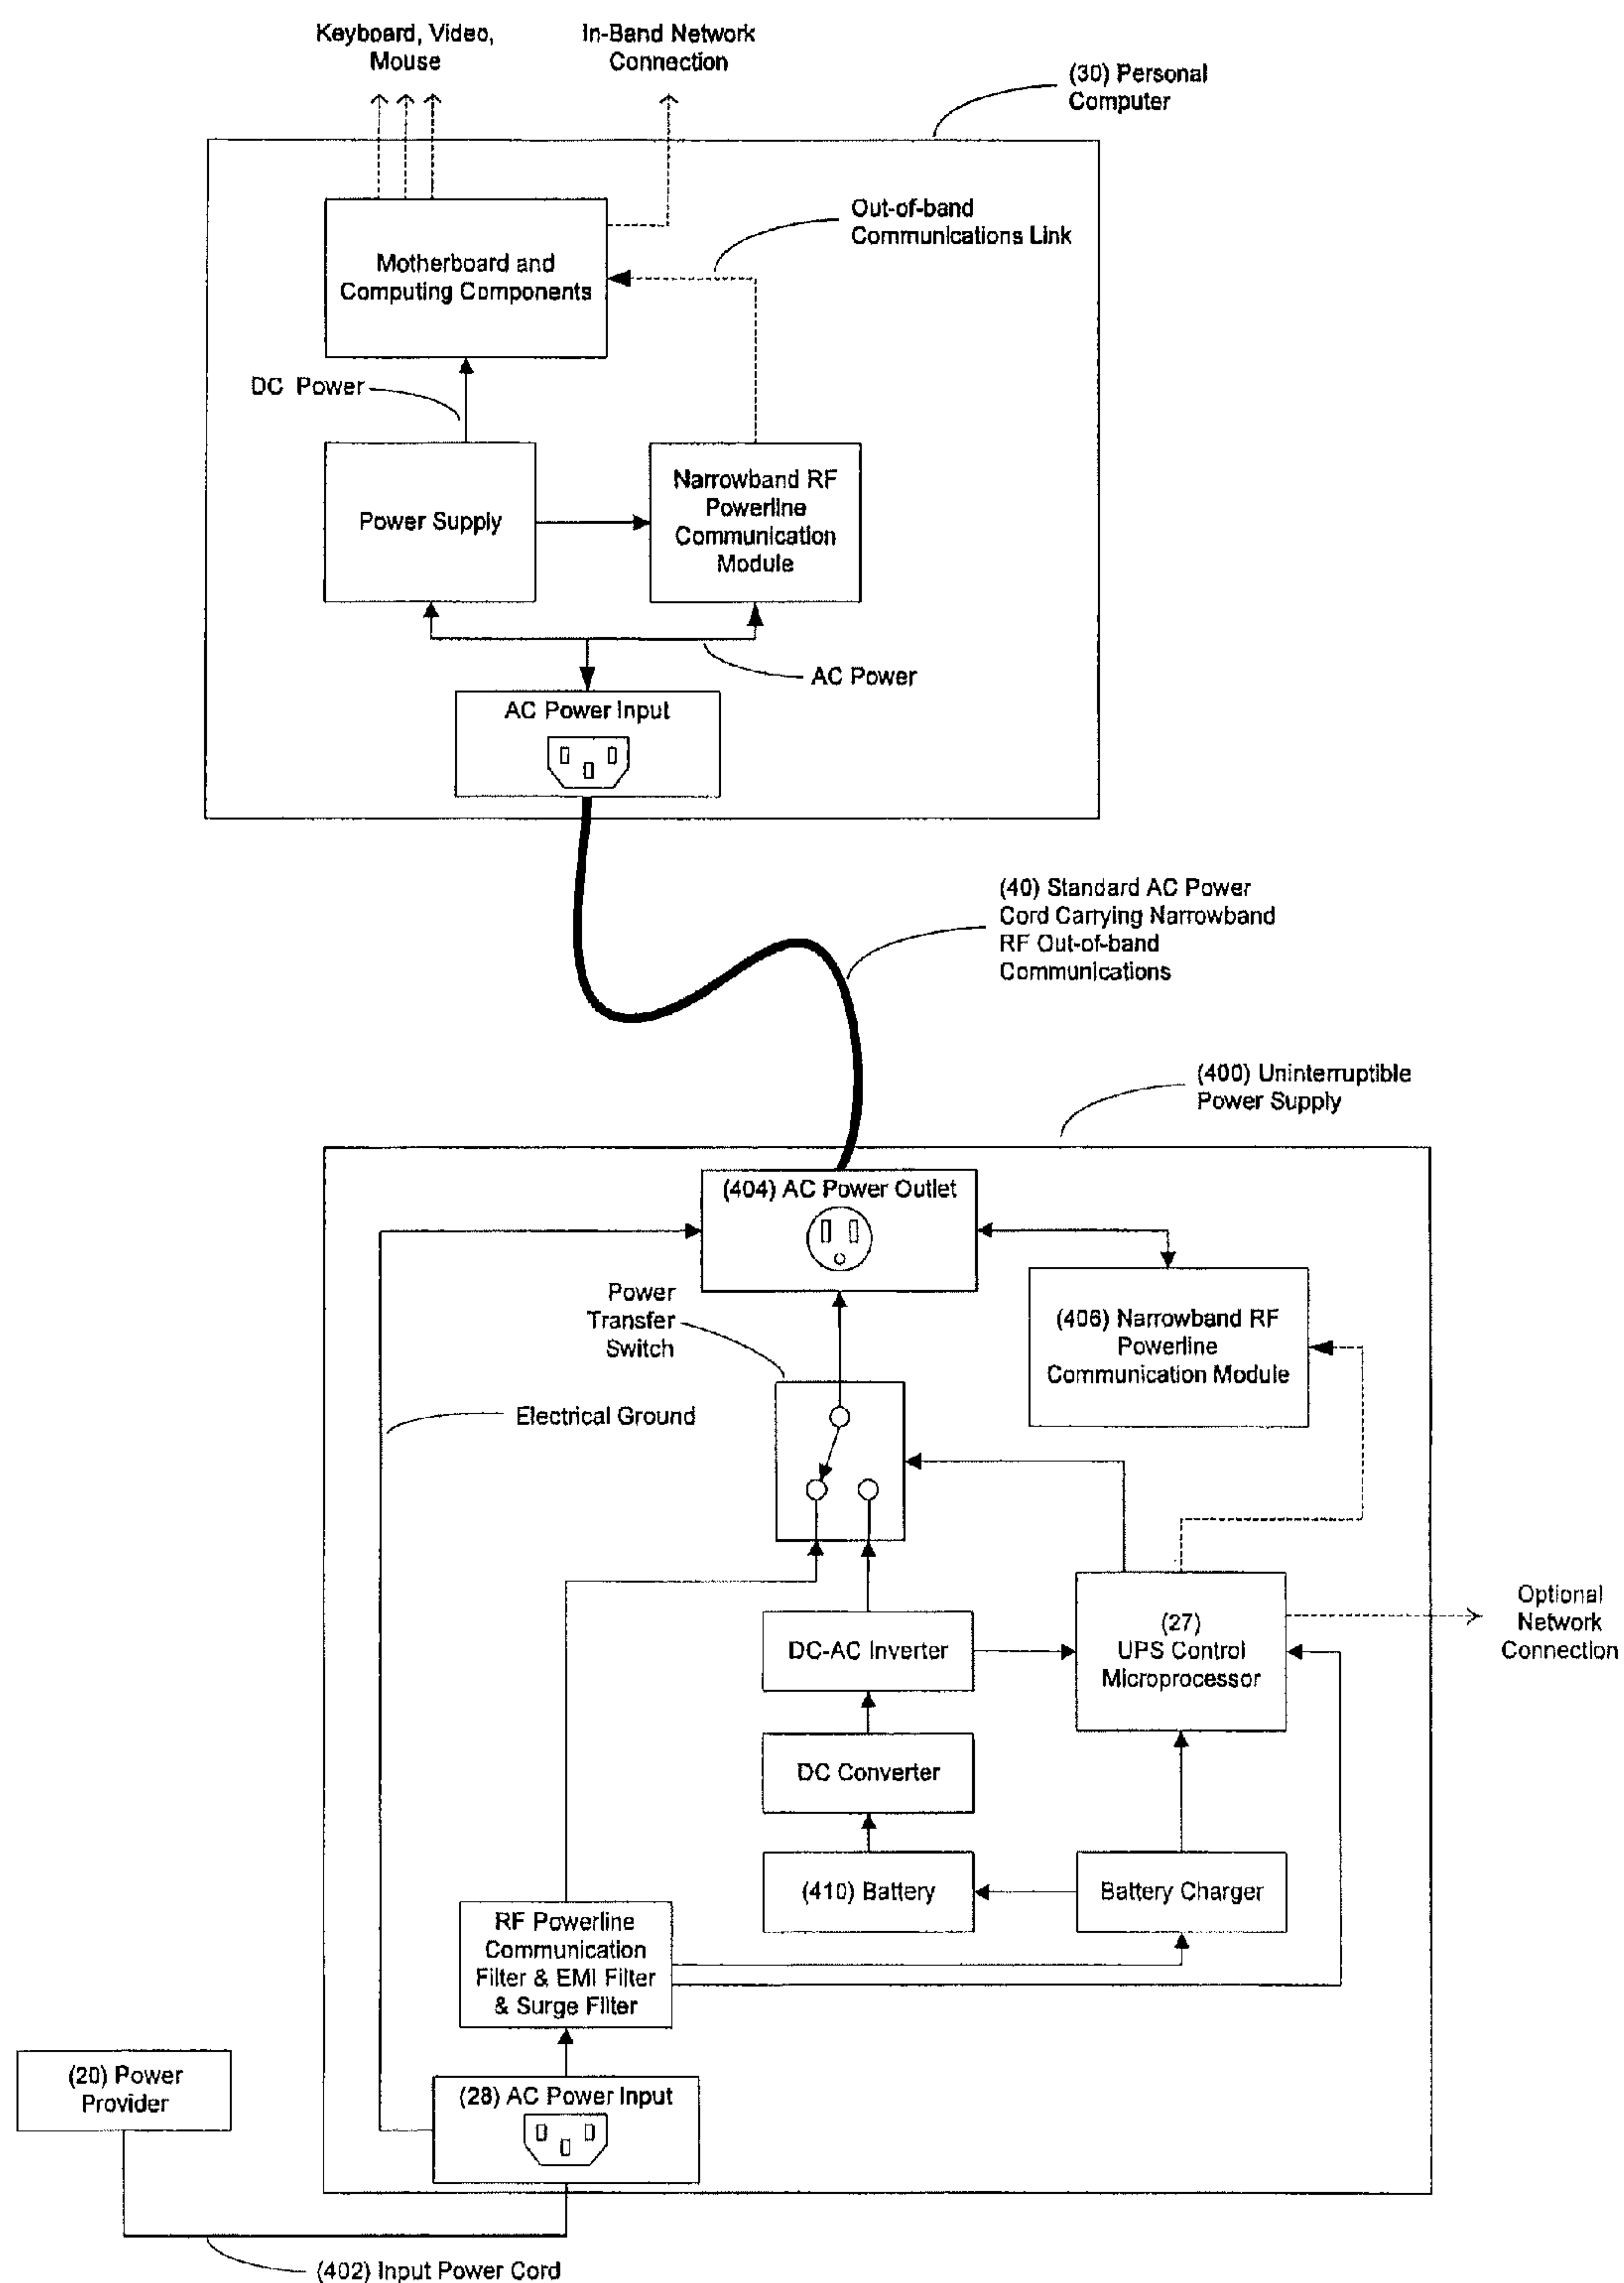 Keyboard, Video,
Mouse
In-Band Network
Connection
(30) Personal
Computer
Out-of-band
Communications Link
Motherboard and
Computing Components
DC Power
Power Supply
Narrowband RF
Powerline
Communication
Module
AC Power
AC Power Input
(40) Standard AC Power
Cord Carrying Narrowband
RF Out-of-band
Communications
(400) Uninterruptible
Power Supply
(404) AC Power Outlet
Power
Transfer
Switch
(406) Narrowband RF
Powerline
Communication Module
Electrical Ground
Optional
Network
Connection
(27)
UPS Control
Microprocessor
DC-AC Inverter
DC Converter
(410) Battery
Battery Charger
RF Powerline
Communication
Filter & EMI Filter
& Surge Filter
(20) Power
Provider
(28) AC Power Input
(402) Input Power Cord